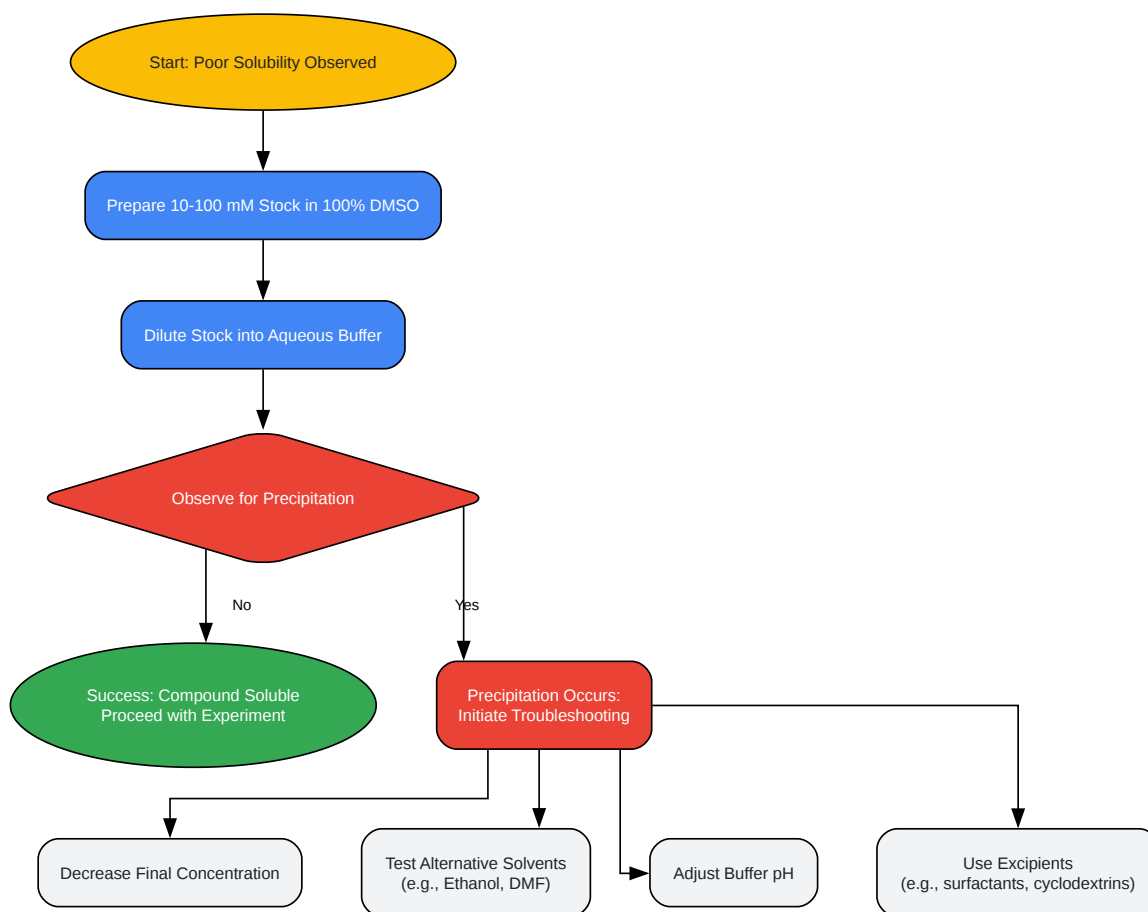 Start: Poor Solubility Observed
Prepare 10-100 mM Stock in 100% DMSO
Dilute Stock into Aqueous Buffer
Observe for Precipitation
No
Yes
Success: Compound Soluble
Proceed with Experiment
Precipitation Occurs:
Initiate Troubleshooting
Decrease Final Concentration
Test Alternative Solvents
(e.g., Ethanol, DMF)
Adjust Buffer pH
Use Excipients
(e.g., surfactants, cyclodextrins)